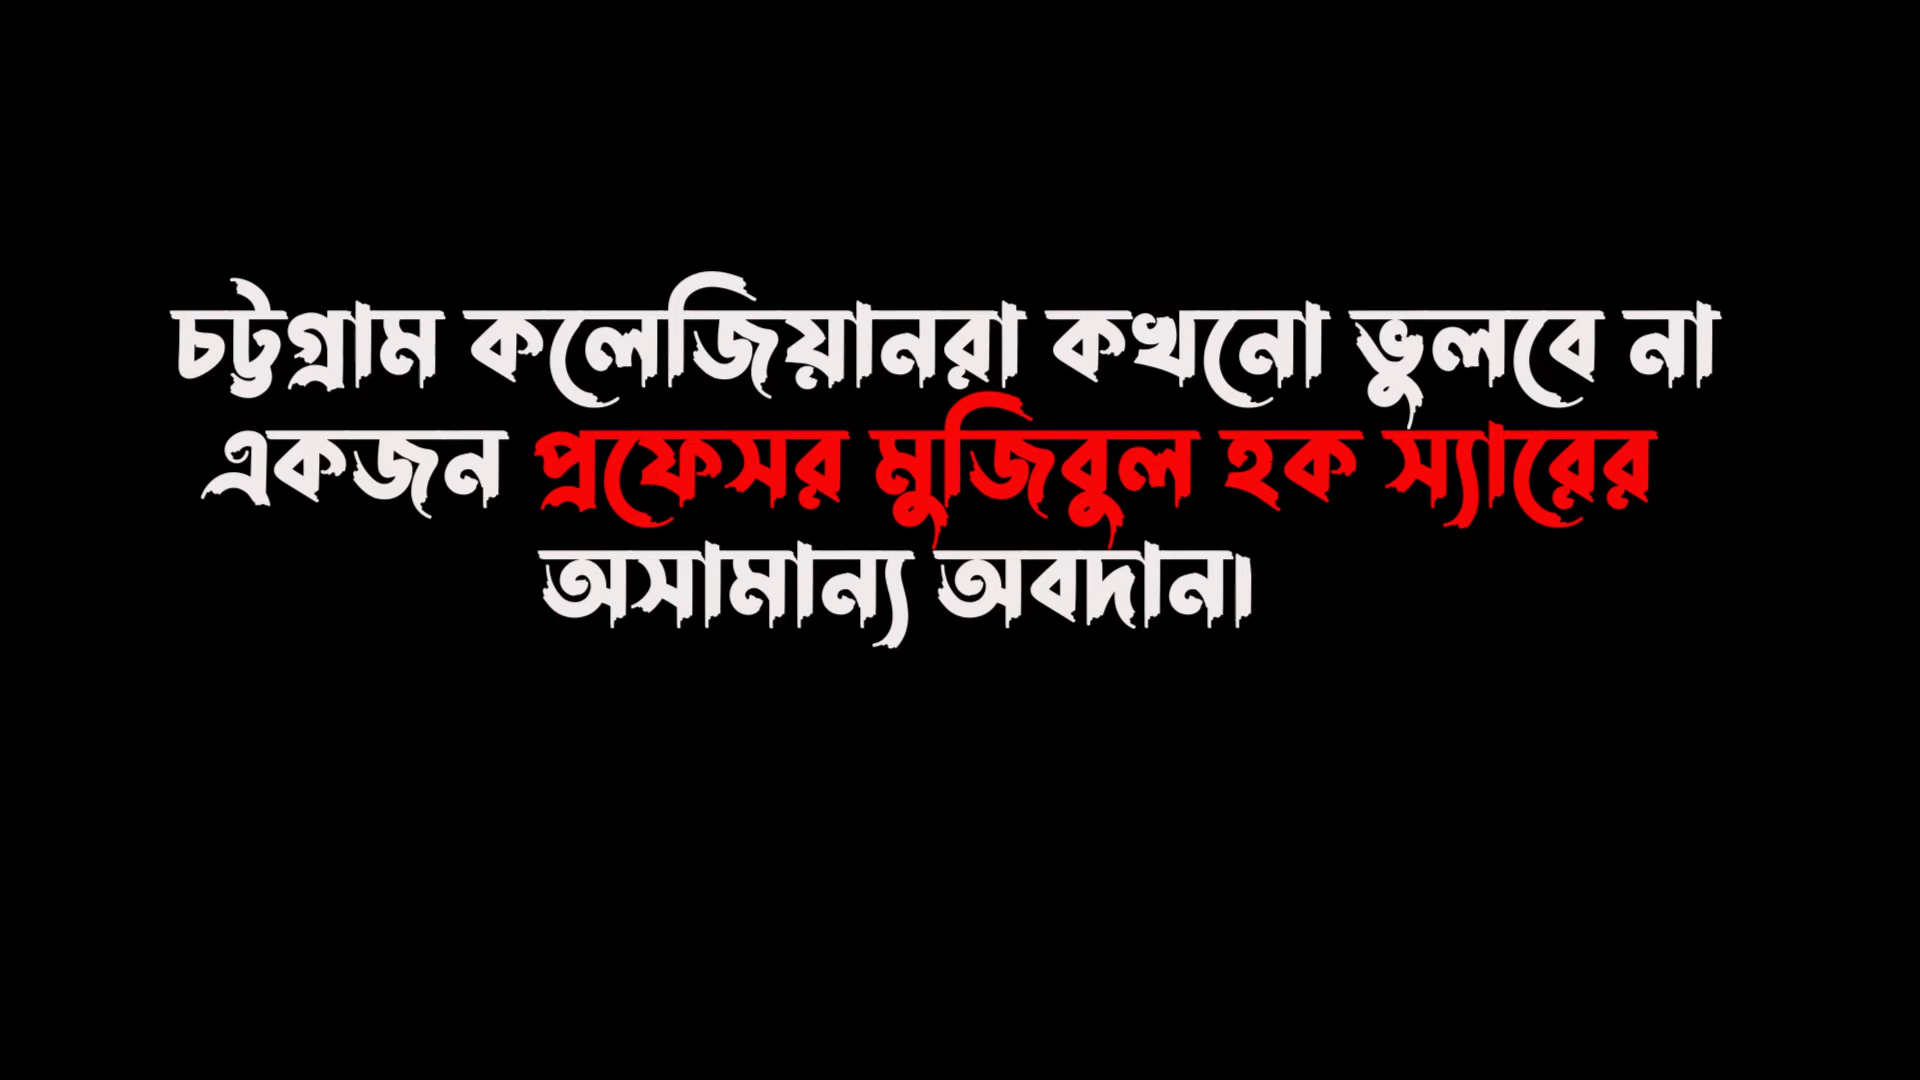 চট্টগ্রাম কলেজিয়ানরা কখনো ভুলবে না
একজন প্রফেসর মুজিবুল হক স্যারের
অসামান্য অবদান।